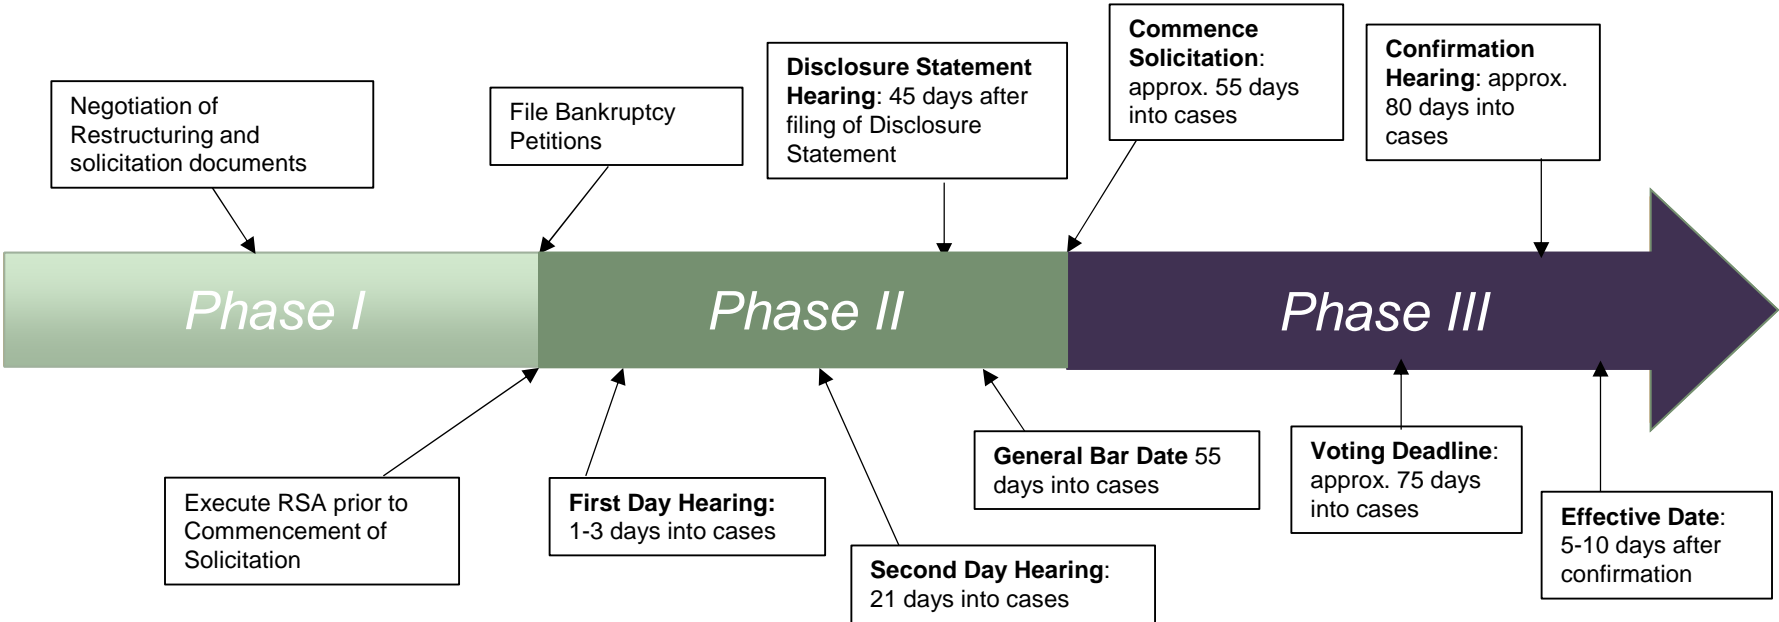 Negotiation of
Restructuring and
solicitation documents
File Bankruptcy
Petitions
Disclosure Statement
Hearing: 45 days after
filing of Disclosure
Statement
Commence
Solicitation:
approx. 55 days
into cases
Confirmation
Hearing: approx.
80 days into
cases
Phase I
Phase II
Phase III
Execute RSA prior to
Commencement of
Solicitation
First Day Hearing:
1-3 days into cases
Second Day Hearing:
21 days into cases
General Bar Date 55
days into cases
Voting Deadline:
approx. 75 days
into cases
Effective Date:
5-10 days after
confirmation